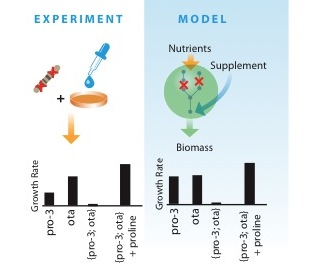 EXPERIMENT
+
Growth Rate
pro-3
ota
{pro-3; ota}
{pro-3; ota}
+ proline
MODEL
Nutrients
Supplement
Biomass
Growth Rate
pro-3
ota
{pro-3; ota}
{pro-3; ota}
+ proline